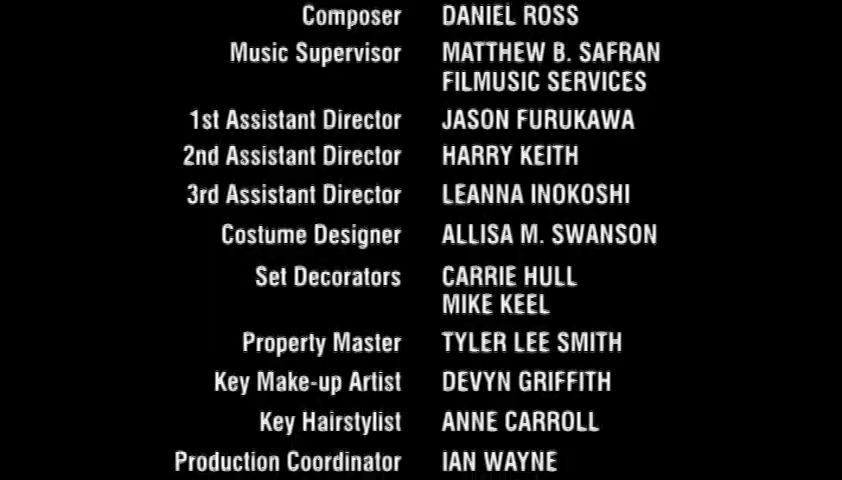 Composer DANIEL ROSS
Music Supervisor MATTHEW B. SAFRAN
FILMUSIC SERVICES
1st Assistant Director JASON FURUKAWA
2nd Assistant Director HARRY KEITH
3rd Assistant Director LEANNA INOKOSHI
Costume Designer ALLISA M. SWANSON
Set Decorators CARRIE HULL
MIKE KEEL
Property Master TYLER LEE SMITH
Key Make-up Artist DEVYN GRIFFITH
Key Hairstylist ANNE CARROLL
Production Coordinator IAN WAYNE